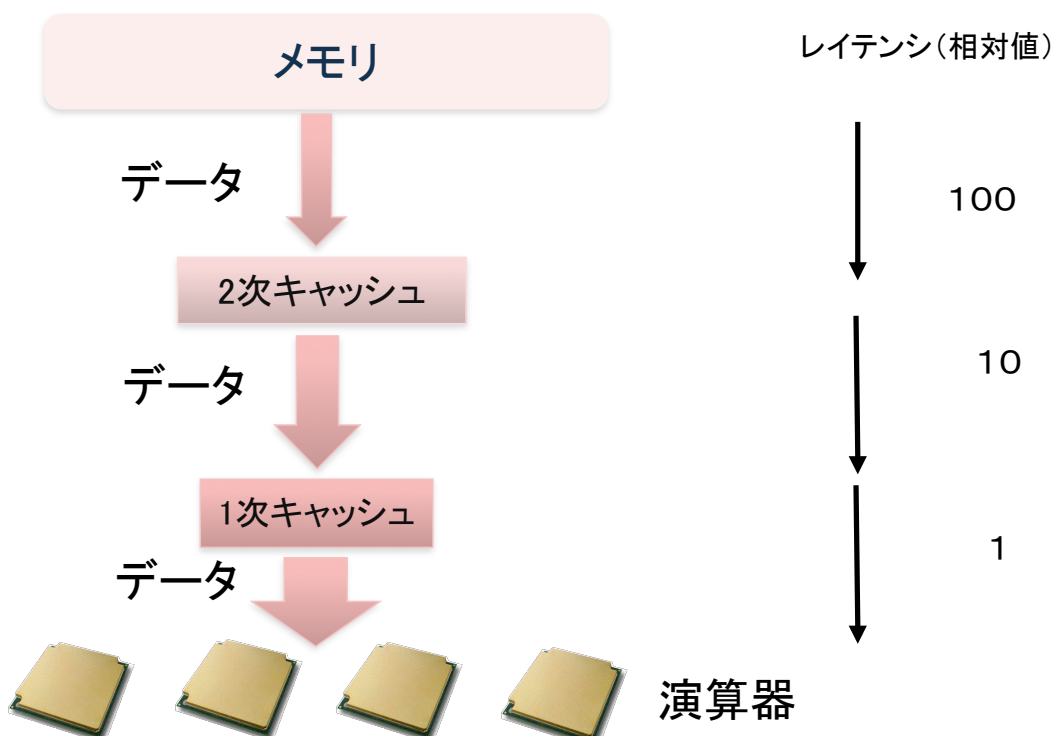 メモリ
レイテンシ（相対値）
データ
１００
２次キャッシュ
データ
１０
１次キャッシュ
データ
１
演算器